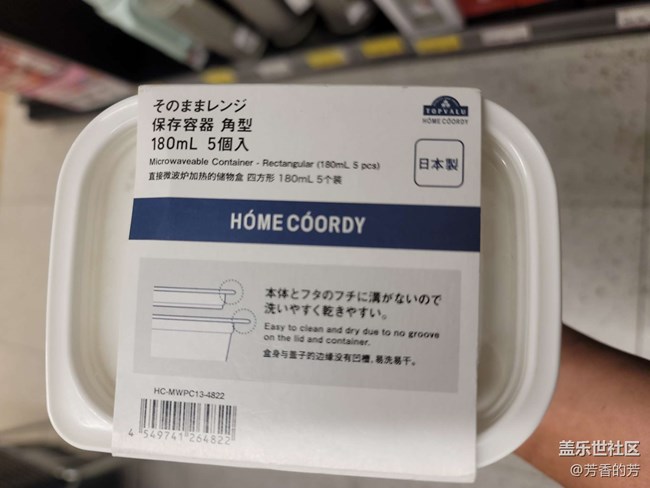 そのままレンジ
保存容器 角型
180mL 5個入
Microwaveable Container - Rectangular (180mL 5 pcs)
直接微波炉加热的储物盒 四方形 180mL 5个装
TOPVALU
HOME COORDY
日本製
HÓME CÓORDY
本体とフタのフチに溝がないので
洗いやすく乾きやすい。
Easy to clean and dry due to no groove
on the lid and container.
盒身与盖子的边缘没有凹槽,易洗易干。
HC-MWPC13-4822
4 549741 264822
盖乐世社区
@芳香的芳